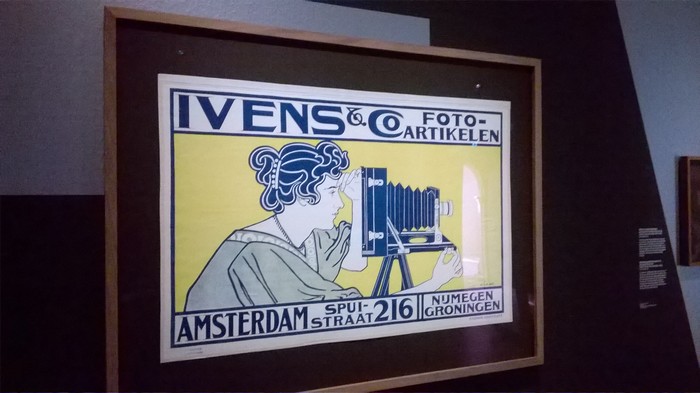 IVENS & Co FOTO-
ARTIKELEN
AMSTERDAM SPUI-
STRAAT 216
NIJMEGEN
GRONINGEN